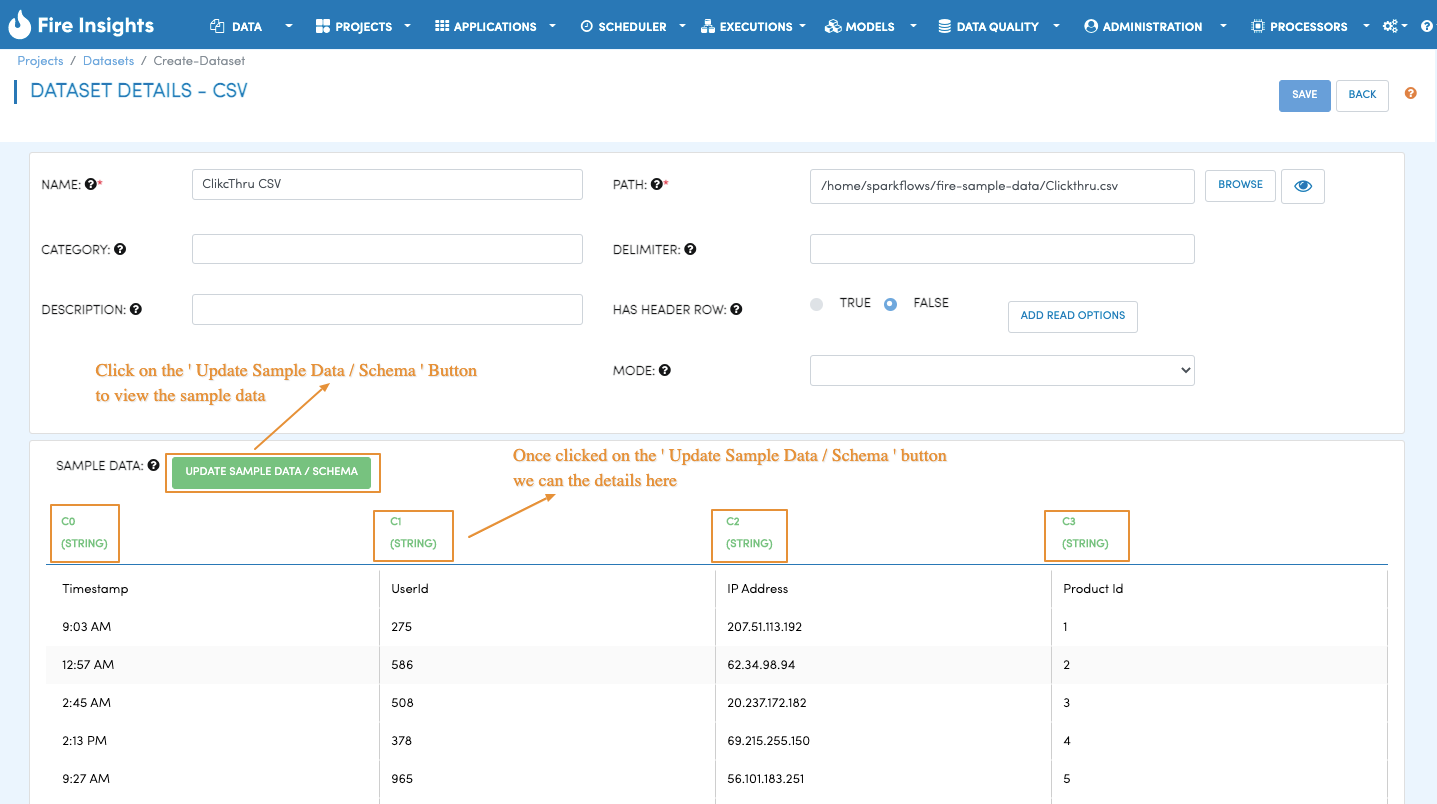 Fire Insights DATA PROJECTS APPLICATIONS SCHEDULER EXECUTIONS MODELS DATA QUALITY ADMINISTRATION PROCESSORS
Projects / Datasets / Create-Dataset
DATASET DETAILS - CSV
SAVE BACK
NAME: * ClikcThru CSV
PATH: * /home/sparkflows/fire-sample-data/Clickthru.csv BROWSE
CATEGORY:
DELIMITER:
DESCRIPTION:
HAS HEADER ROW: TRUE FALSE ADD READ OPTIONS
MODE:
Click on the ' Update Sample Data / Schema ' Button
to view the sample data
SAMPLE DATA: UPDATE SAMPLE DATA / SCHEMA
Once clicked on the ' Update Sample Data / Schema ' button
we can the details here
C0 C1 C2 C3
(STRING) (STRING) (STRING) (STRING)
Timestamp UserId IP Address Product Id
9:03 AM 275 207.51.113.192 1
12:57 AM 586 62.34.98.94 2
2:45 AM 508 20.237.172.182 3
2:13 PM 378 69.215.255.150 4
9:27 AM 965 56.101.183.251 5